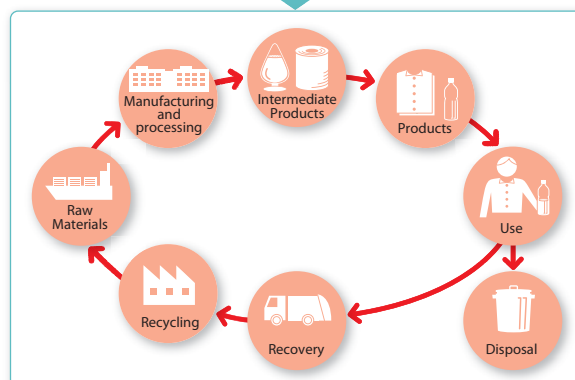 Manufacturing
and
processing
Intermediate
Products
Products
Use
Disposal
Recovery
Recycling
Raw
Materials